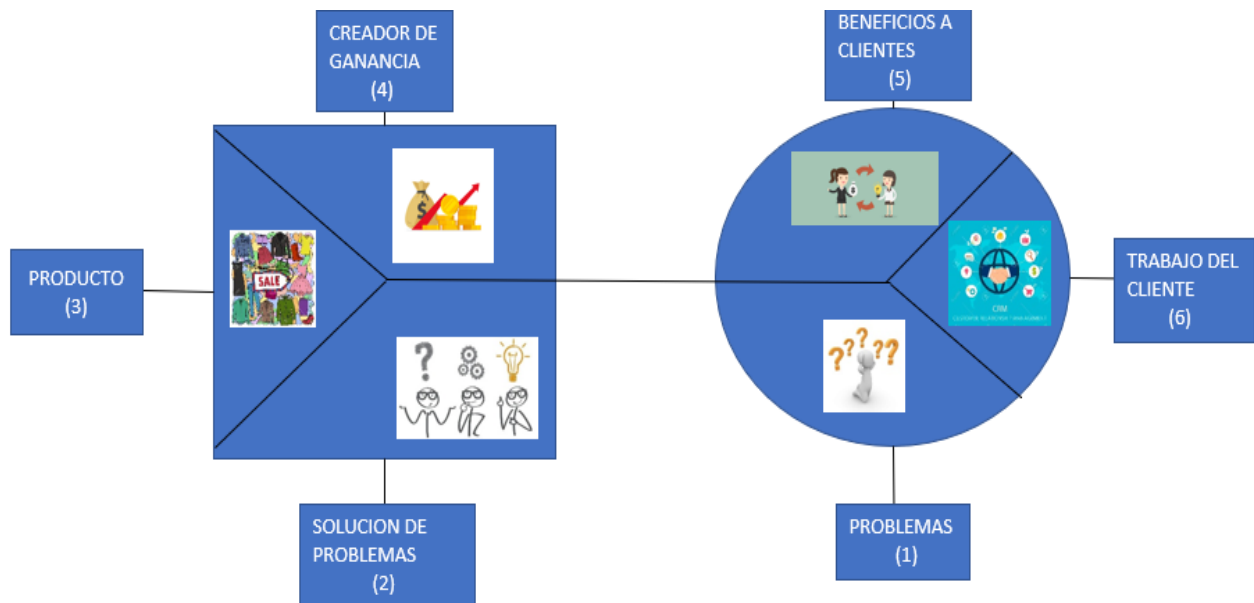 CREADOR DE
GANANCIA
(4)
BENEFICIOS A
CLIENTES
(5)
PRODUCTO
(3)
SALE
CRM
TRABAJO DEL
CLIENTE
(6)
SOLUCION DE
PROBLEMAS
(2)
PROBLEMAS
(1)